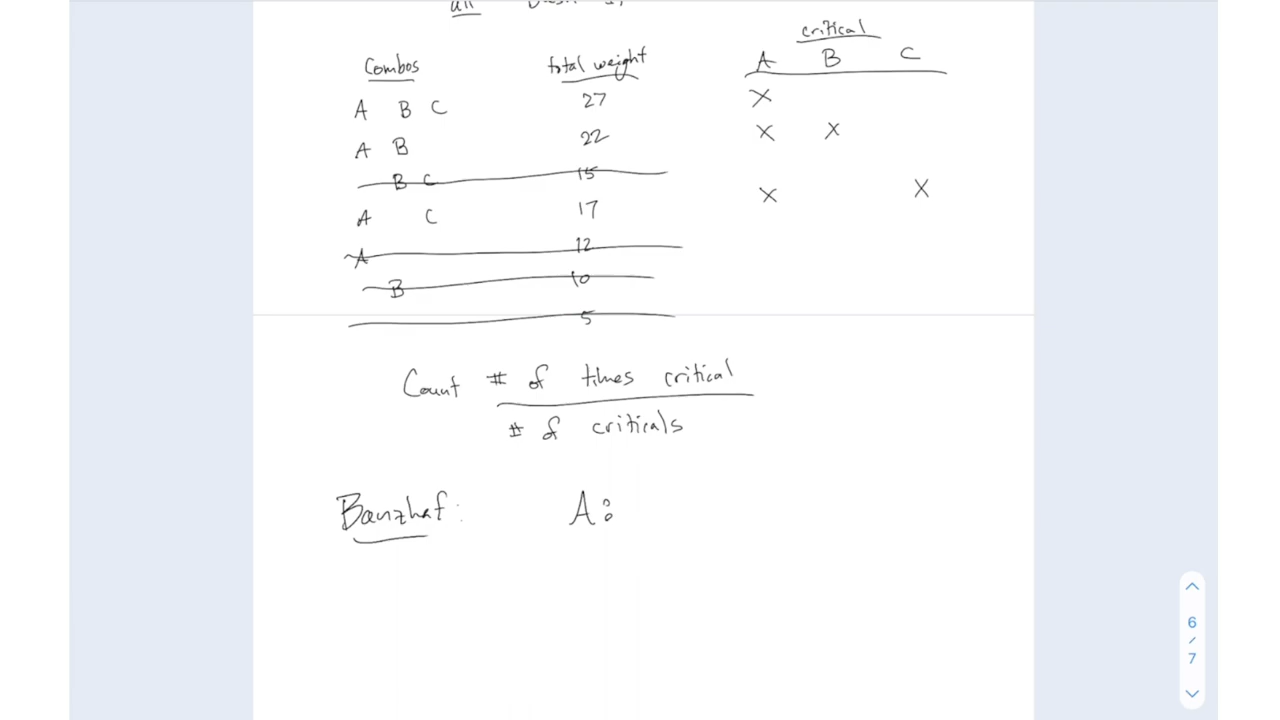 all
critical
Combos total weight A B C
A B C 27 X
A B 22 X X
B C 15
A C 17 X X
A 12
B 10
5
Count # of times critical
# of criticals
Banzhaf: A:
6
/
7